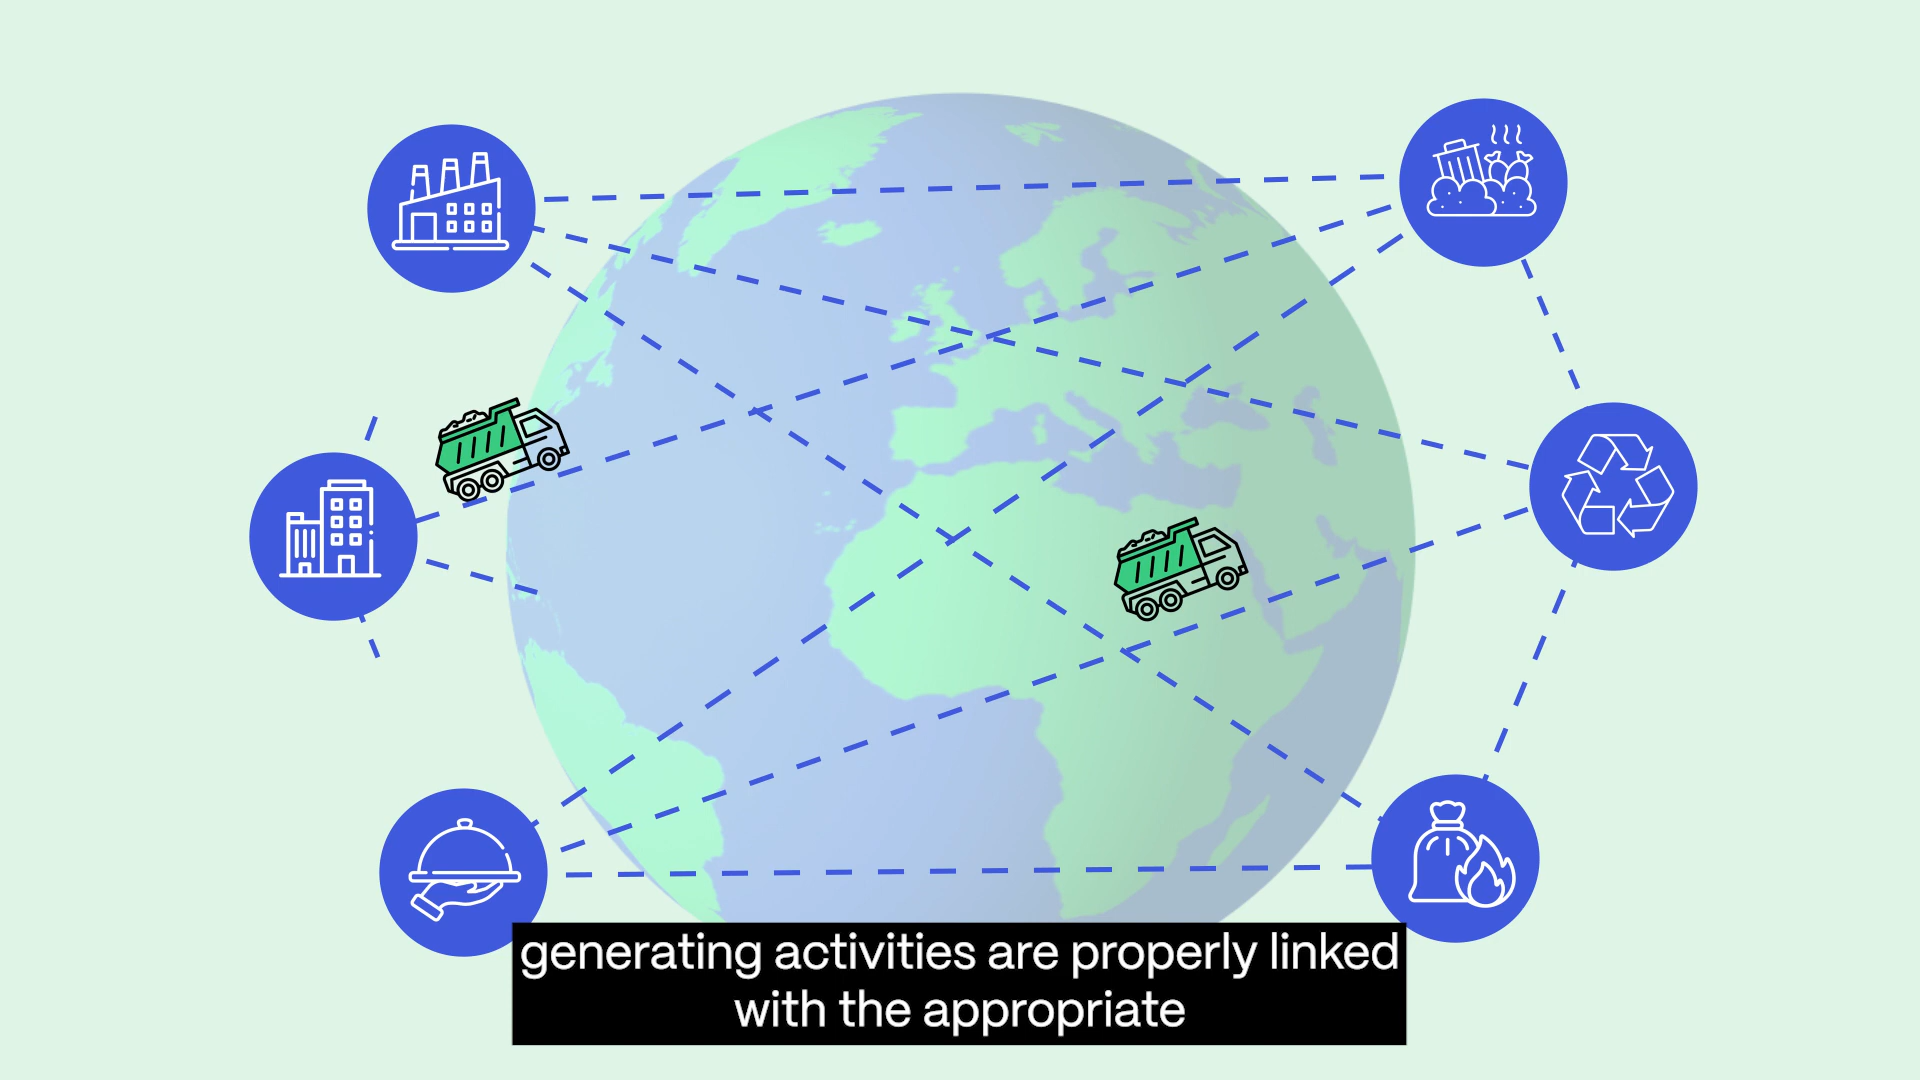 generating activities are properly linked
with the appropriate